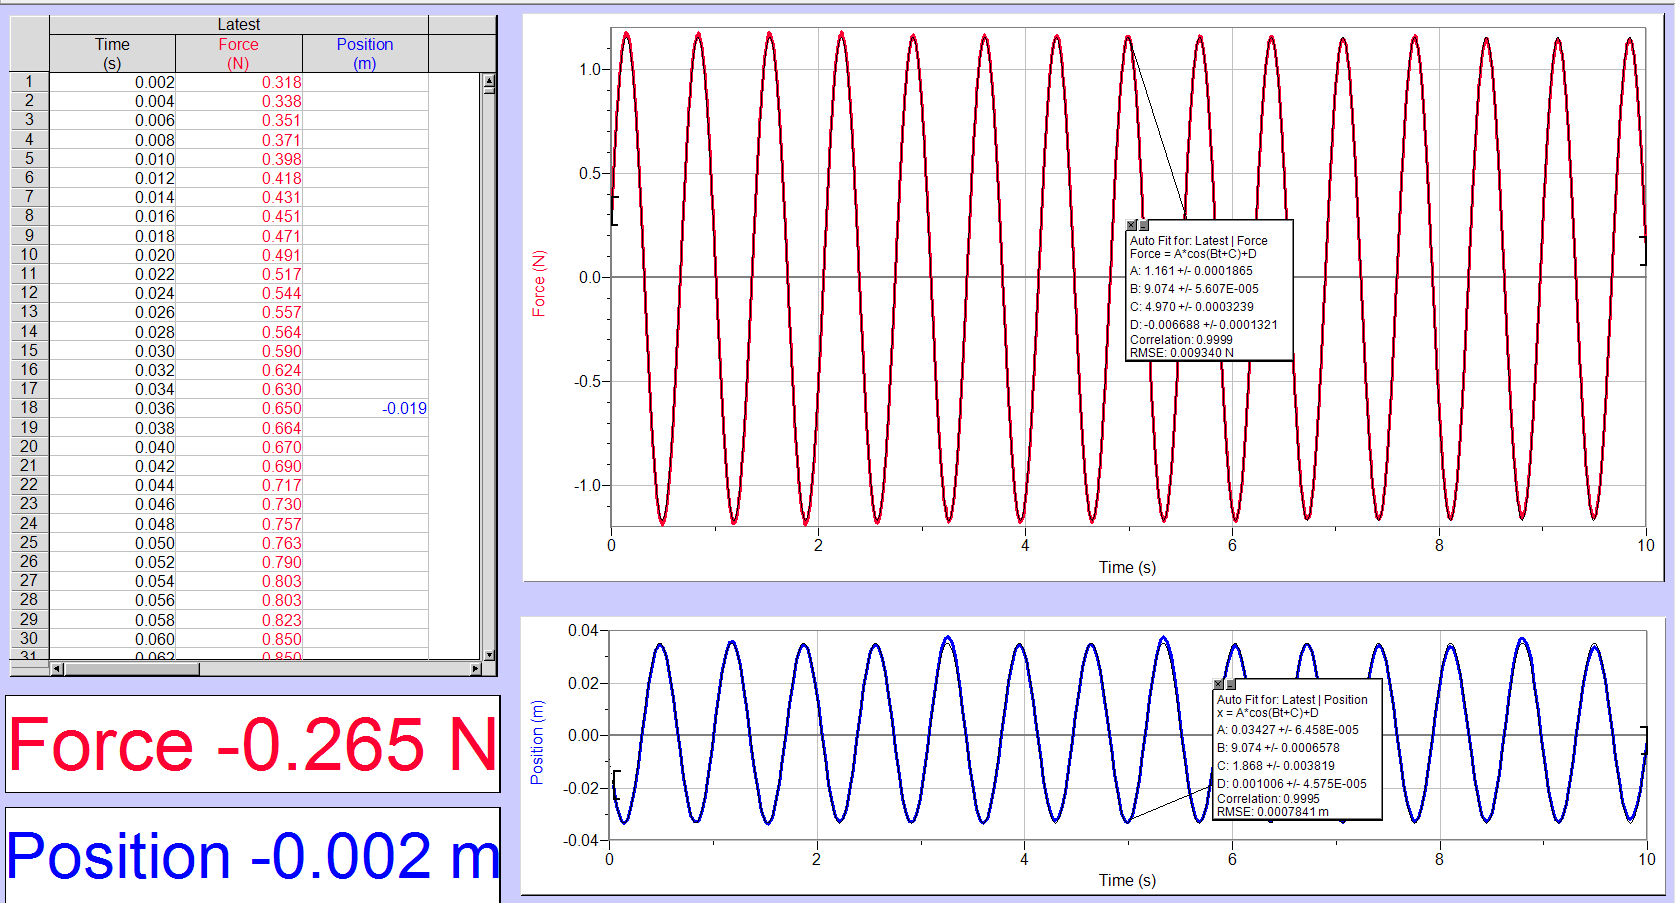 Latest
Time Force Position
(s) (N) (m)
1 0.002 0.318
2 0.004 0.338
3 0.006 0.351
4 0.008 0.371
5 0.010 0.398
6 0.012 0.418
7 0.014 0.431
8 0.016 0.451
9 0.018 0.471
10 0.020 0.491
11 0.022 0.517
12 0.024 0.544
13 0.026 0.557
14 0.028 0.564
15 0.030 0.590
16 0.032 0.624
17 0.034 0.630
18 0.036 0.650 -0.019
19 0.038 0.664
20 0.040 0.670
21 0.042 0.690
22 0.044 0.717
23 0.046 0.730
24 0.048 0.757
25 0.050 0.763
26 0.052 0.790
27 0.054 0.803
28 0.056 0.803
29 0.058 0.823
30 0.060 0.850
31 0.062 0.850
Force -0.265 N
Position -0.002 m
Force (N)
1.0
0.5
0.0
-0.5
-1.0
0 2 4 6 8 10
Time (s)
Auto Fit for: Latest | Force
Force = A*cos(Bt+C)+D
A: 1.161 +/- 0.0001865
B: 9.074 +/- 5.607E-005
C: 4.970 +/- 0.0003239
D: -0.006688 +/- 0.0001321
Correlation: 0.9999
RMSE: 0.009340 N
Position (m)
0.04
0.02
0.00
-0.02
-0.04
0 2 4 6 8 10
Time (s)
Auto Fit for: Latest | Position
x = A*cos(Bt+C)+D
A: 0.03427 +/- 6.458E-005
B: 9.074 +/- 0.0006578
C: 1.868 +/- 0.003819
D: 0.001006 +/- 4.575E-005
Correlation: 0.9995
RMSE: 0.0007841 m